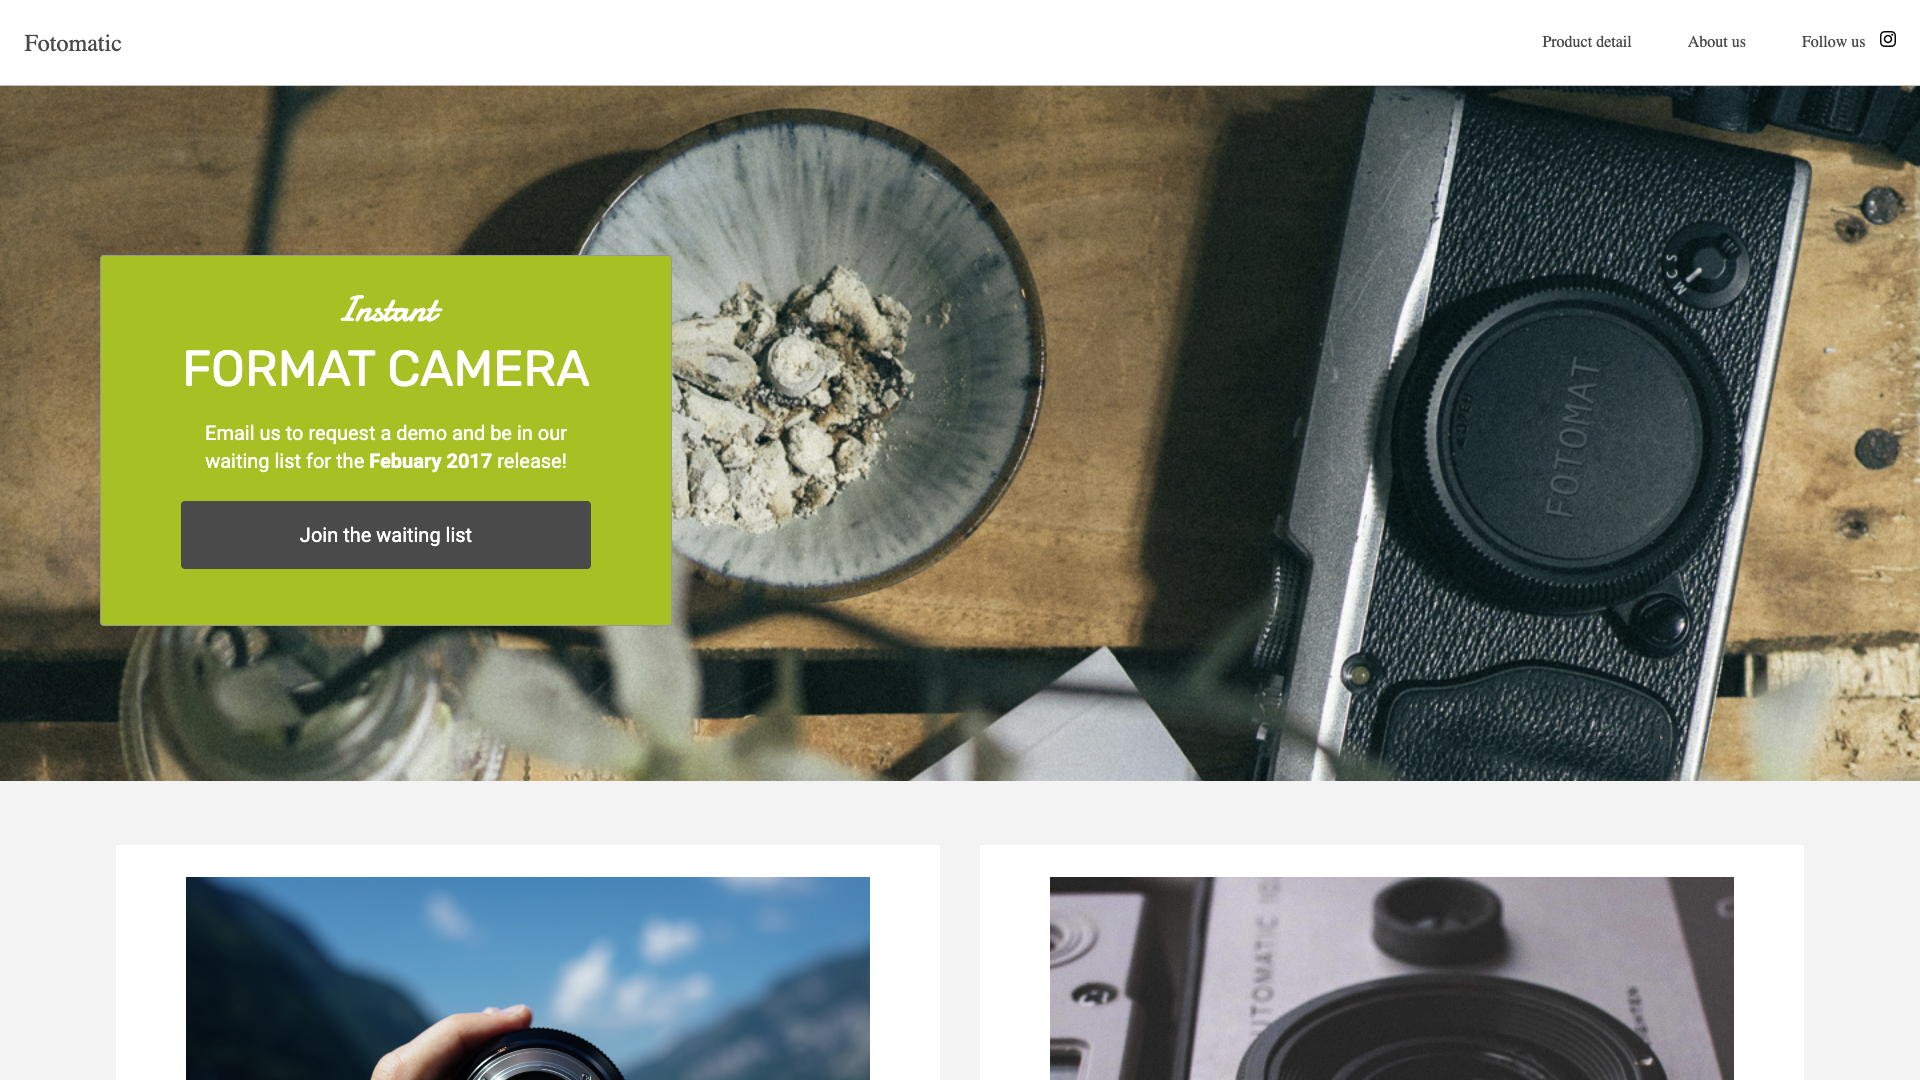 Fotomatic
Product detail
About us
Follow us
Instant
FORMAT CAMERA
Email us to request a demo and be in our
waiting list for the Febuary 2017 release!
Join the waiting list
FOTOMAT
M C S